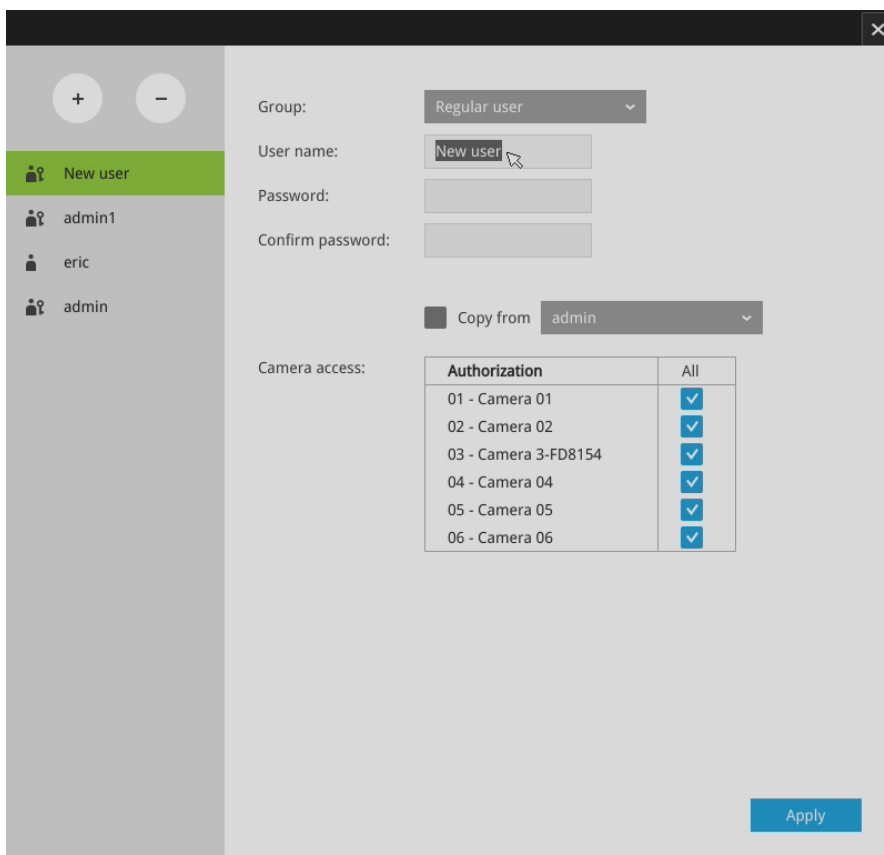 + −
New user
admin1
eric
admin
Group: Regular user
User name: New user
Password:
Confirm password:
Copy from admin
Camera access:
Authorization All
01 - Camera 01
02 - Camera 02
03 - Camera 3-FD8154
04 - Camera 04
05 - Camera 05
06 - Camera 06
Apply